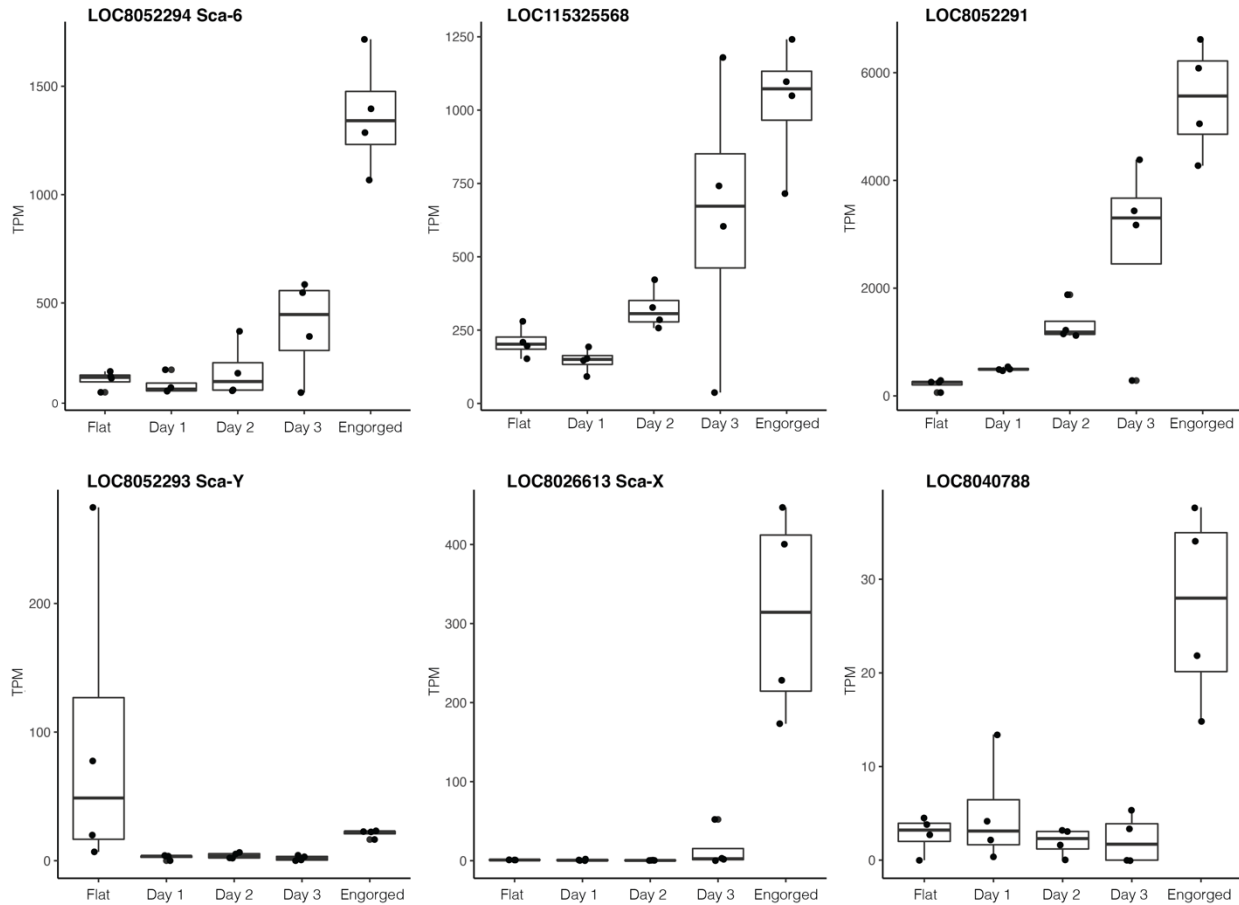 LOC8052294 Sca-6
TPM
1500
1000
500
0
Flat Day 1 Day 2 Day 3 Engorged
LOC115325568
TPM
1250
1000
750
500
250
0
Flat Day 1 Day 2 Day 3 Engorged
LOC8052291
TPM
6000
4000
2000
0
Flat Day 1 Day 2 Day 3 Engorged
LOC8052293 Sca-Y
TPM
200
100
0
Flat Day 1 Day 2 Day 3 Engorged
LOC8026613 Sca-X
TPM
400
300
200
100
0
Flat Day 1 Day 2 Day 3 Engorged
LOC8040788
TPM
30
20
10
0
Flat Day 1 Day 2 Day 3 Engorged